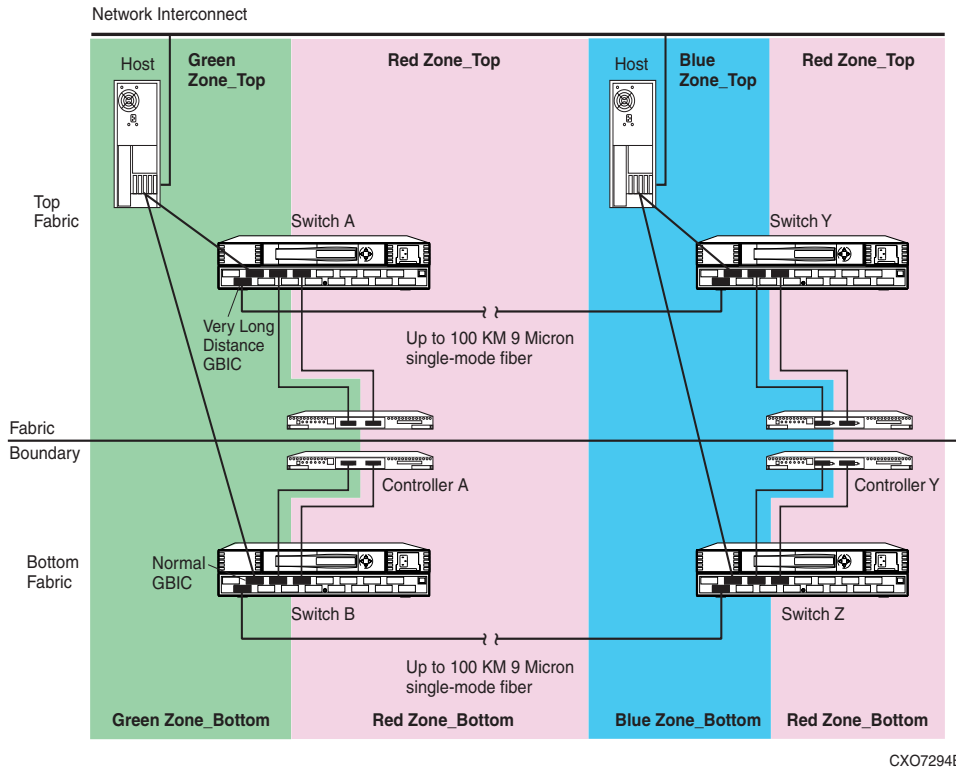 Network Interconnect
Host
Green
Zone_Top
Red Zone_Top
Host
Blue
Zone_Top
Red Zone_Top
Top
Fabric
Switch A
Switch Y
Very Long
Distance
GBIC
Up to 100 KM 9 Micron
single-mode fiber
Fabric
Boundary
Controller A
Controller Y
Bottom
Fabric
Normal
GBIC
Switch B
Switch Z
Up to 100 KM 9 Micron
single-mode fiber
Green Zone_Bottom
Red Zone_Bottom
Blue Zone_Bottom
Red Zone_Bottom
CXO7294B